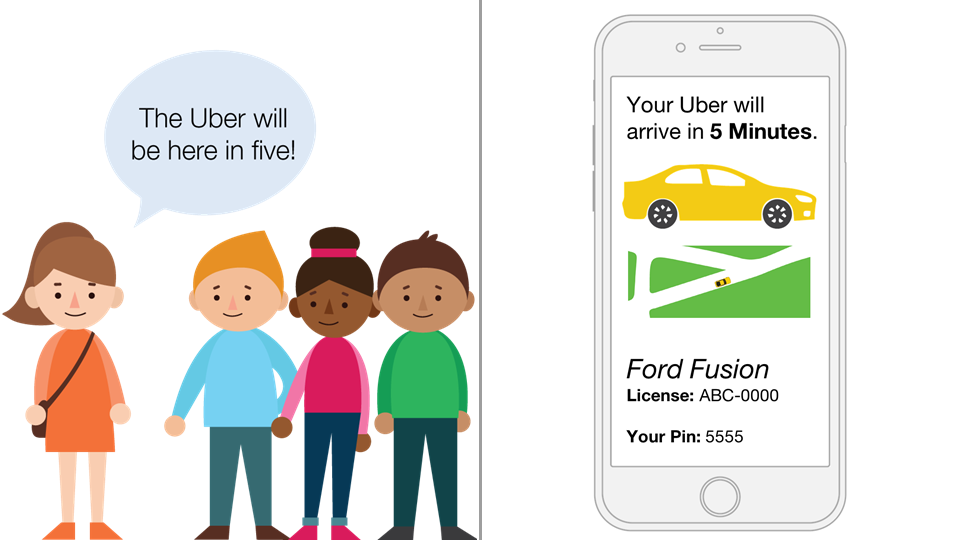 The Uber will
be here in five!
Your Uber will
arrive in 5 Minutes.
Ford Fusion
License: ABC-0000
Your Pin: 5555